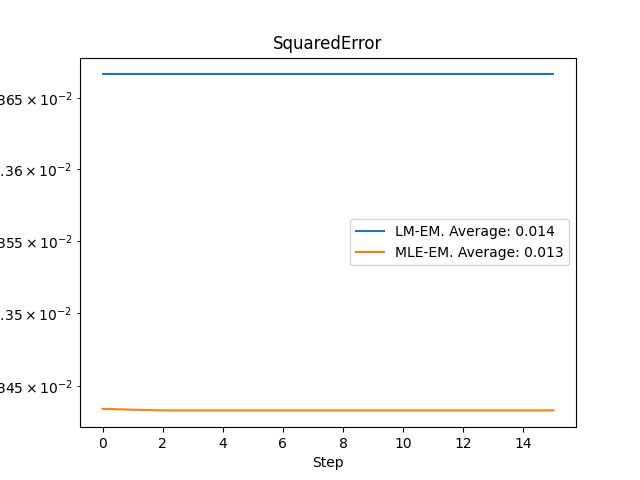 SquaredError
365 × 10⁻²
.36 × 10⁻²
355 × 10⁻²
.35 × 10⁻²
345 × 10⁻²
LM-EM. Average: 0.014
MLE-EM. Average: 0.013
0 2 4 6 8 10 12 14
Step